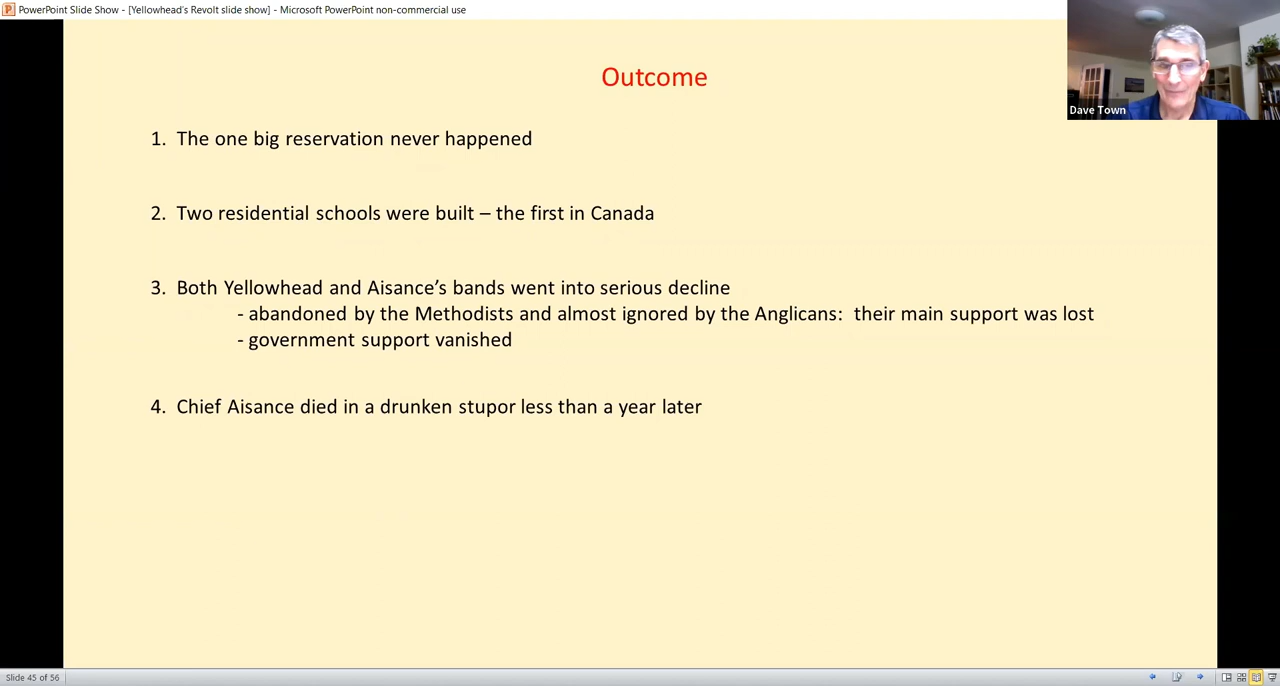 PowerPoint Slide Show - [Yellowhead's Revolt slide show] - Microsoft PowerPoint non-commercial use
Dave Town
Outcome
1. The one big reservation never happened
2. Two residential schools were built – the first in Canada
3. Both Yellowhead and Aisance's bands went into serious decline
- abandoned by the Methodists and almost ignored by the Anglicans: their main support was lost
- government support vanished
4. Chief Aisance died in a drunken stupor less than a year later
Slide 45 of 56